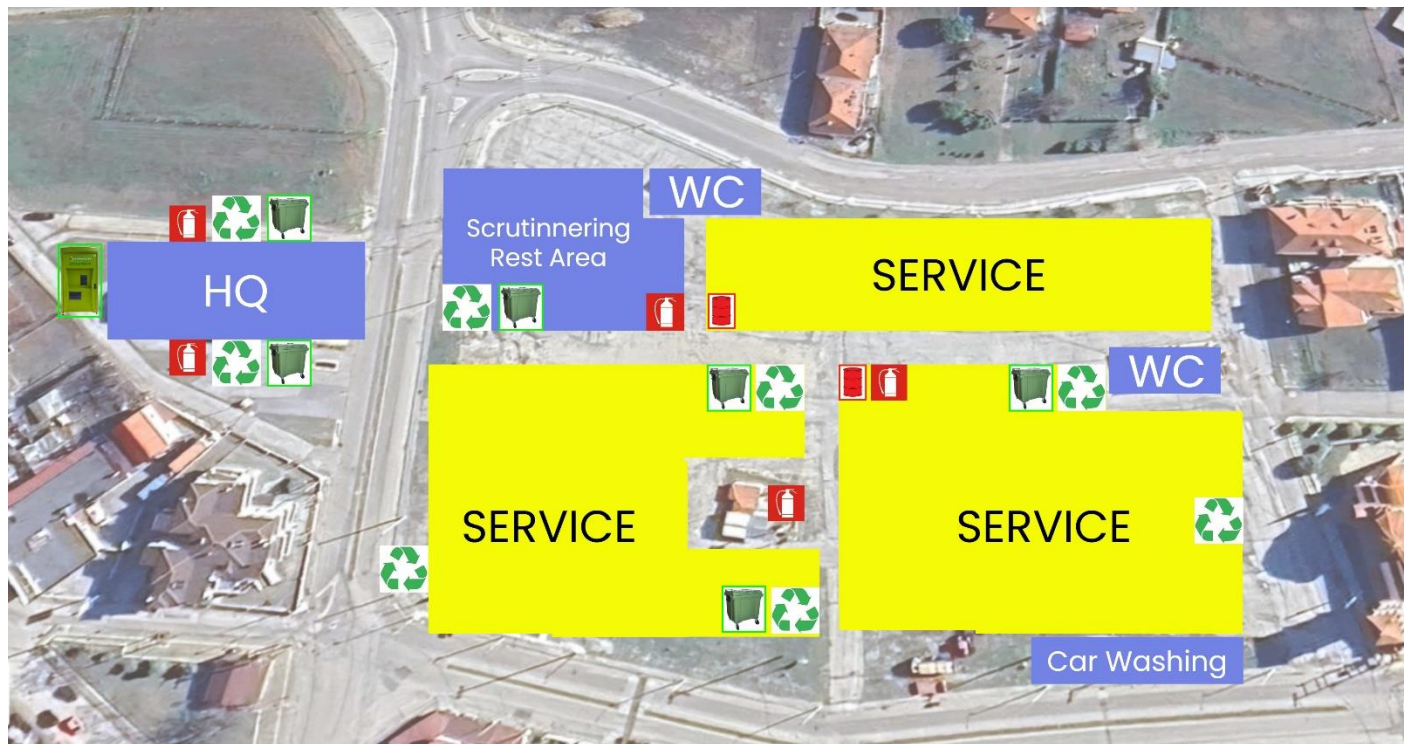 WC
Scrutinnering
Rest Area
SERVICE
HQ
WC
SERVICE
SERVICE
Car Washing